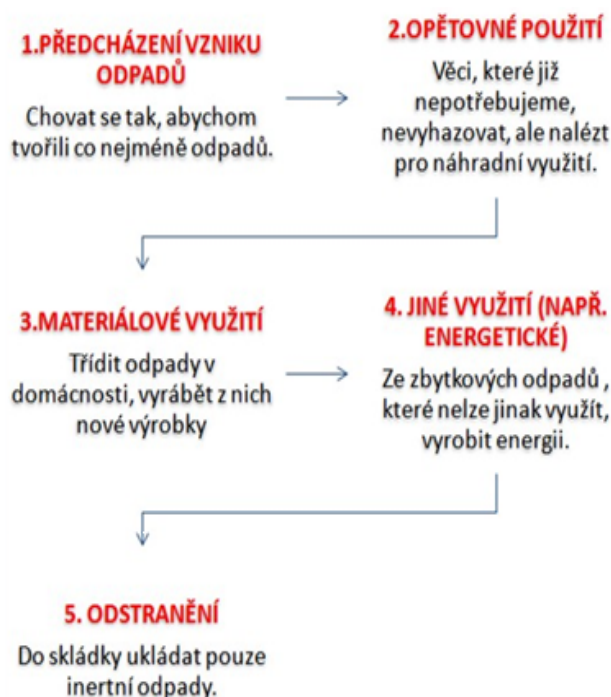 1.PŘEDCHÁZENÍ VZNIKU
ODPADŮ
Chovat se tak, abychom
tvořili co nejméně odpadů.
2.OPĚTOVNÉ POUŽITÍ
Věci, které již
nepotřebujeme,
nevyhazovat, ale nalézt
pro náhradní využití.
3.MATERIÁLOVÉ VYUŽITÍ
Třídit odpady v
domácnosti, vyrábět z nich
nové výrobky
4. JINÉ VYUŽITÍ (NAPŘ.
ENERGETICKÉ)
Ze zbytkových odpadů ,
které nelze jinak využít,
vyrobit energii.
5. ODSTRANĚNÍ
Do skládky ukládat pouze
inertní odpady.